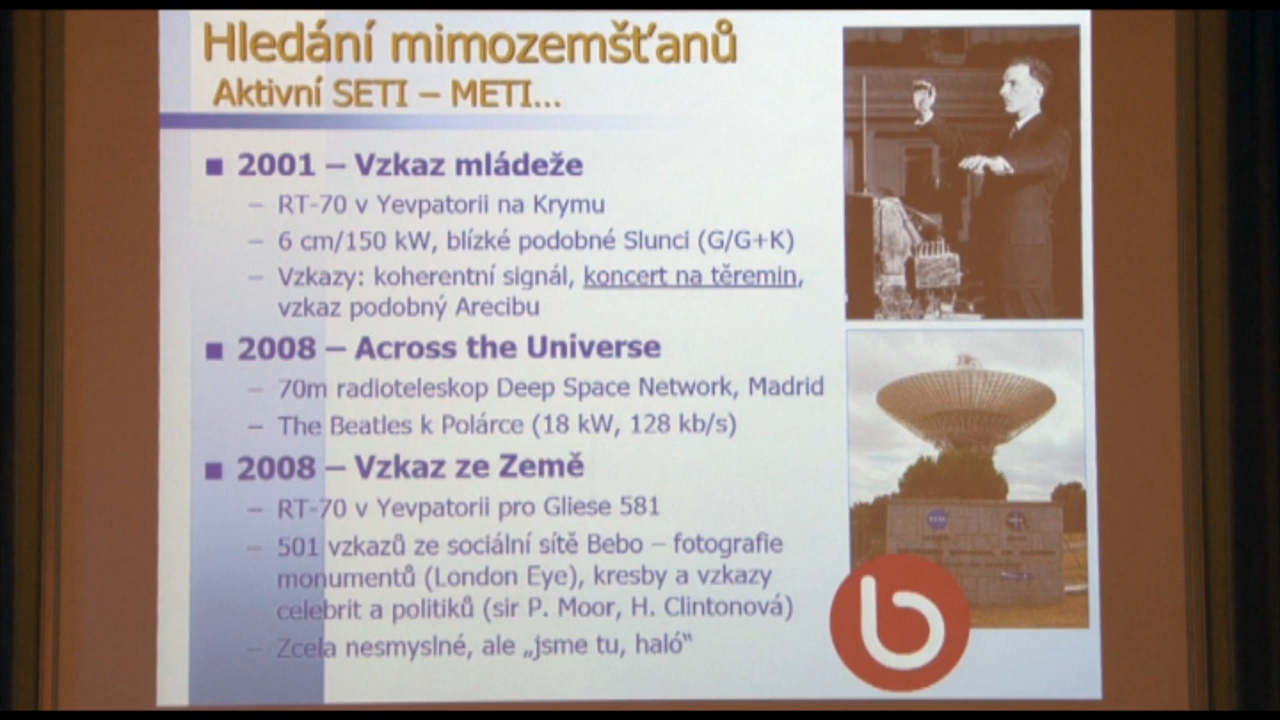 Hledání mimozemšťanů
Aktivní SETI – METI...
■ 2001 – Vzkaz mládeže
– RT-70 v Yevpatorii na Krymu
– 6 cm/150 kW, blízké podobné Slunci (G/G+K)
– Vzkazy: koherentní signál, koncert na těremin,
vzkaz podobný Arecibu
■ 2008 – Across the Universe
– 70m radioteleskop Deep Space Network, Madrid
– The Beatles k Polárce (18 kW, 128 kb/s)
■ 2008 – Vzkaz ze Země
– RT-70 v Yevpatorii pro Gliese 581
– 501 vzkazů ze sociální sítě Bebo – fotografie
monumentů (London Eye), kresby a vzkazy
celebrit a politiků (sir P. Moor, H. Clintonová)
– Zcela nesmyslné, ale „jsme tu, haló“
b